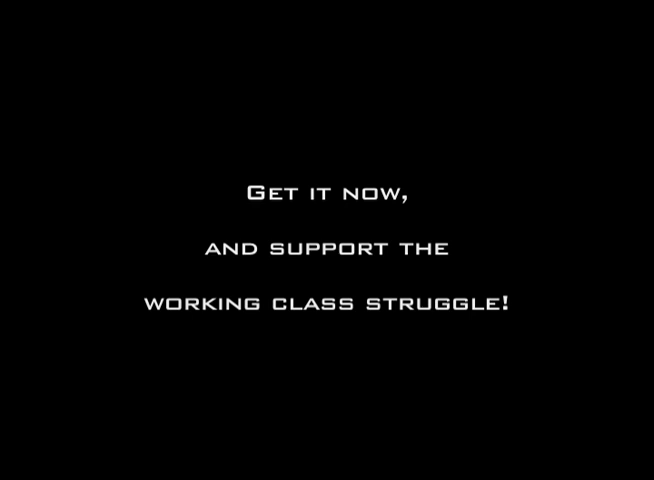 Get it now,
and support the
working class struggle!